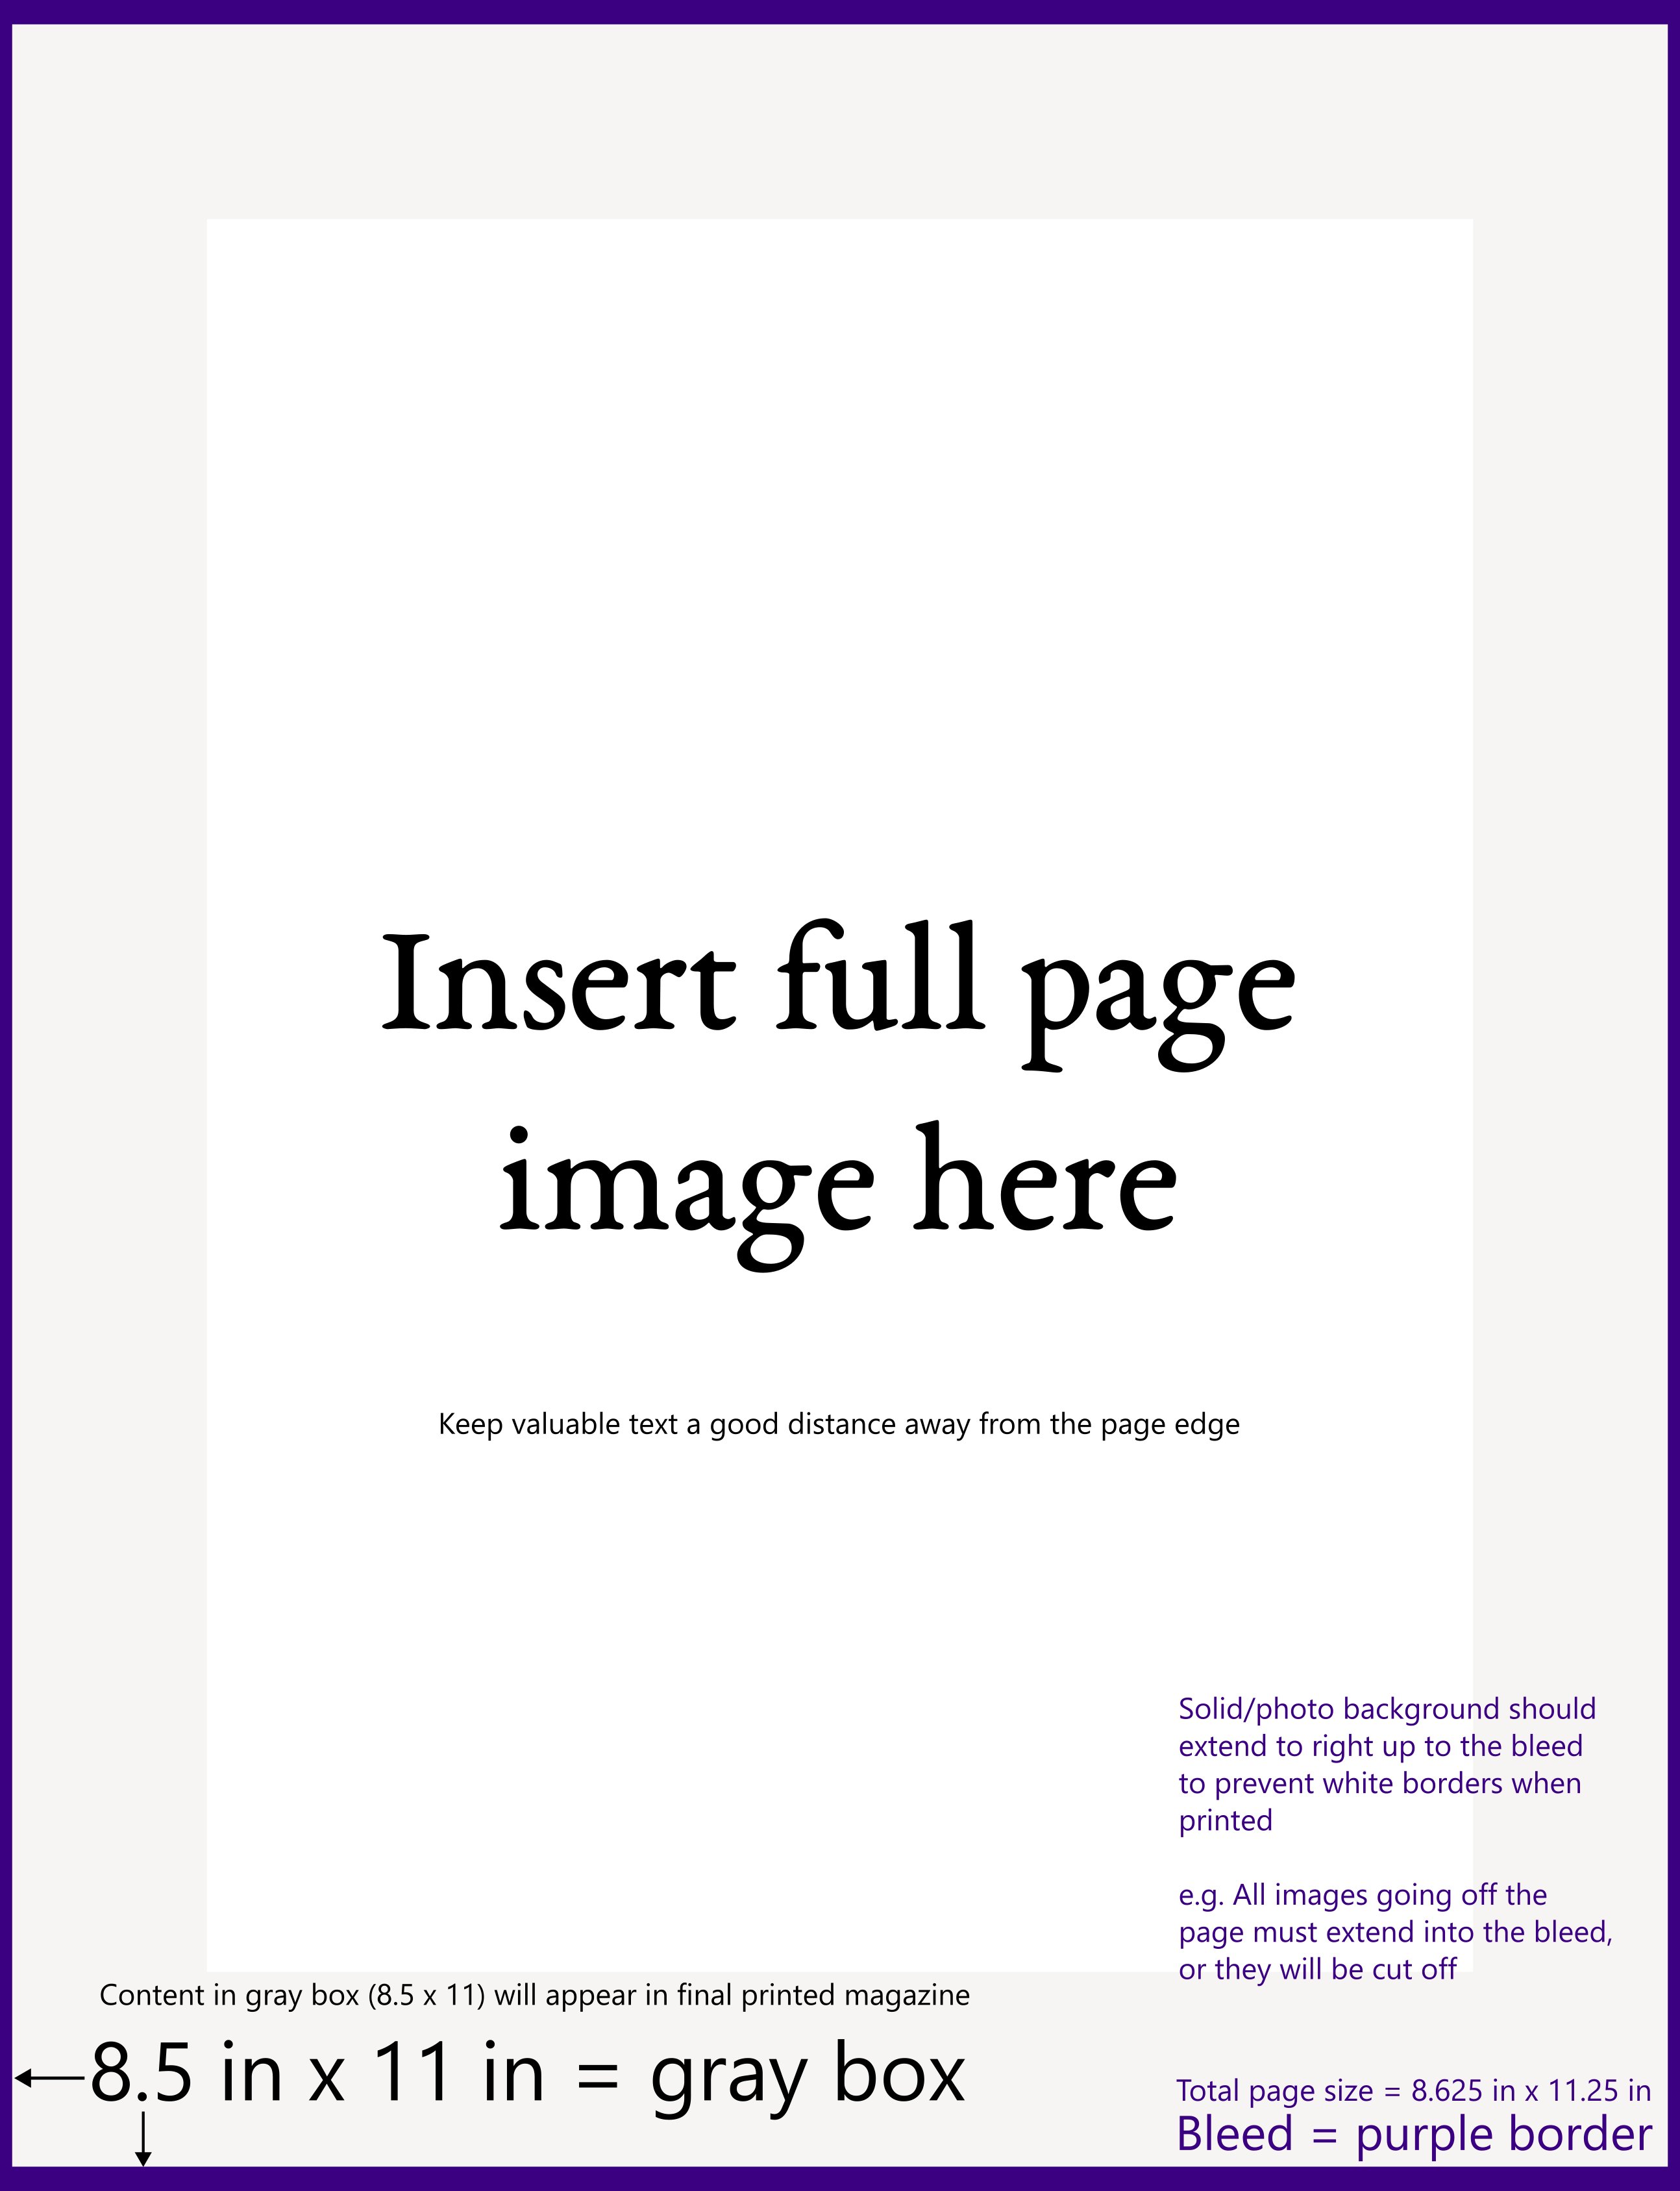 Insert full page
image here
Keep valuable text a good distance away from the page edge
Solid/photo background should
extend to right up to the bleed
to prevent white borders when
printed
e.g. All images going off the
page must extend into the bleed,
or they will be cut off
Content in gray box (8.5 x 11) will appear in final printed magazine
8.5 in x 11 in = gray box
Total page size = 8.625 in x 11.25 in
Bleed = purple border